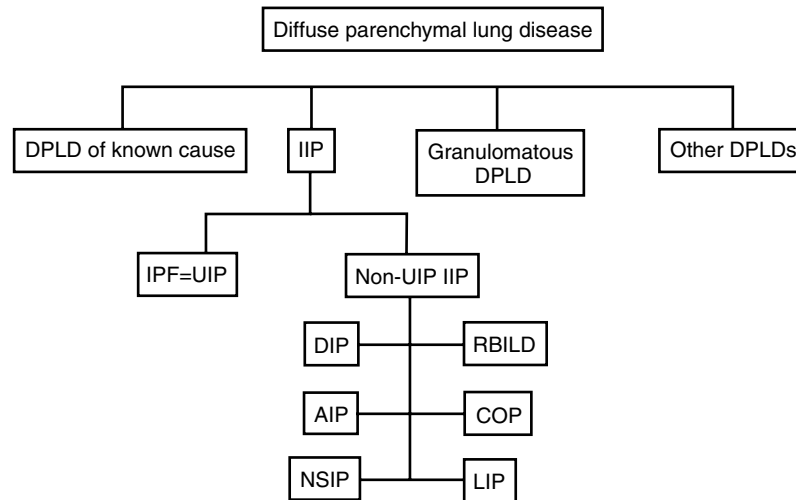 Diffuse parenchymal lung disease
DPLD of known cause
IIP
Granulomatous
DPLD
Other DPLDs
IPF=UIP
Non-UIP IIP
DIP
RBILD
AIP
COP
NSIP
LIP